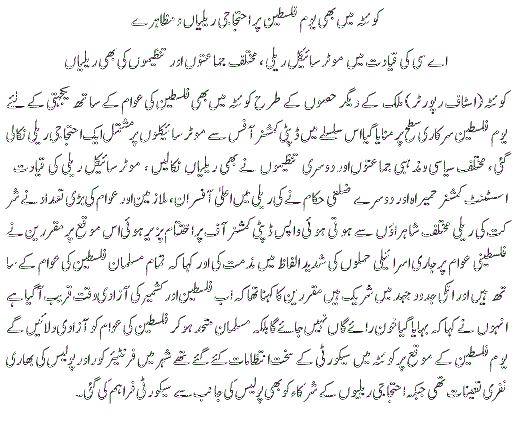 کوئٹہ میں بھی یوم فلسطین پر احتجاجی ریلیاں و مظاہرے
اے سی کی قیادت میں موٹر سائیکل ریلی، مختلف جماعتوں اور تنظیموں کی بھی ریلیاں
کوئٹہ (اسٹاف رپورٹر) ملک کے دیگر حصوں کے طرح کوئٹہ میں بھی فلسطین کی عوام کے ساتھ یکجہتی کے لئے
یوم فلسطین سرکاری سطح پر منایا گیا اس سلسلے میں ڈپٹی کمشنر آفس سے موٹر سائیکلوں پر مشتمل ایک احتجاجی ریلی نکالی
گئی، مختلف سیاسی و مذہبی جماعتوں اور دوسری تنظیموں نے بھی ریلیاں نکالیں، موٹر سائیکل ریلی کی قیادت
اسسٹنٹ کمشنر حمیرا اور دوسرے ضلعی حکام نے کی ریلی میں اعلیٰ آفسران، ملازمین اور عوام کی بڑی تعداد نے شر
کت کی ریلی مختلف شاہراؤں سے ہوتی ہوئی واپس ڈپٹی کمشنر آفس پر اختتام پزیر ہوئی اس موقع پر مقررین نے
فلسطینی عوام پر جاری اسرائیلی حملوں کی شدید الفاظ میں مذمت کی اور کہا کہ تمام مسلمان فلسطین کی عوام کے سا
تھ ہیں اور انکی جدوجہد میں شریک ہیں مقررین کا کہنا تھا کہ اب فلسطین اور کشمیر کی آزادی وقت قریب آگیا ہے
انہوں نے کہا کہ بہایا گیا خون رائے گاں نہیں جائے گا بلکہ مسلمان متحد ہو کر فلسطین کی عوام کو آزادی دلائیں گے
یوم فلسطین کے موقع پر کوئٹہ میں سیکورٹی کے سخت انتظامات کئے گئے تھے شہر میں فرنٹیئر کور اور پولیس کی بھاری
نفری تعینات تھی جبکہ احتجاجی ریلیوں کے شرکاء کو بھی پولیس کی جانب سے سیکورٹی فراہم کی گئی۔